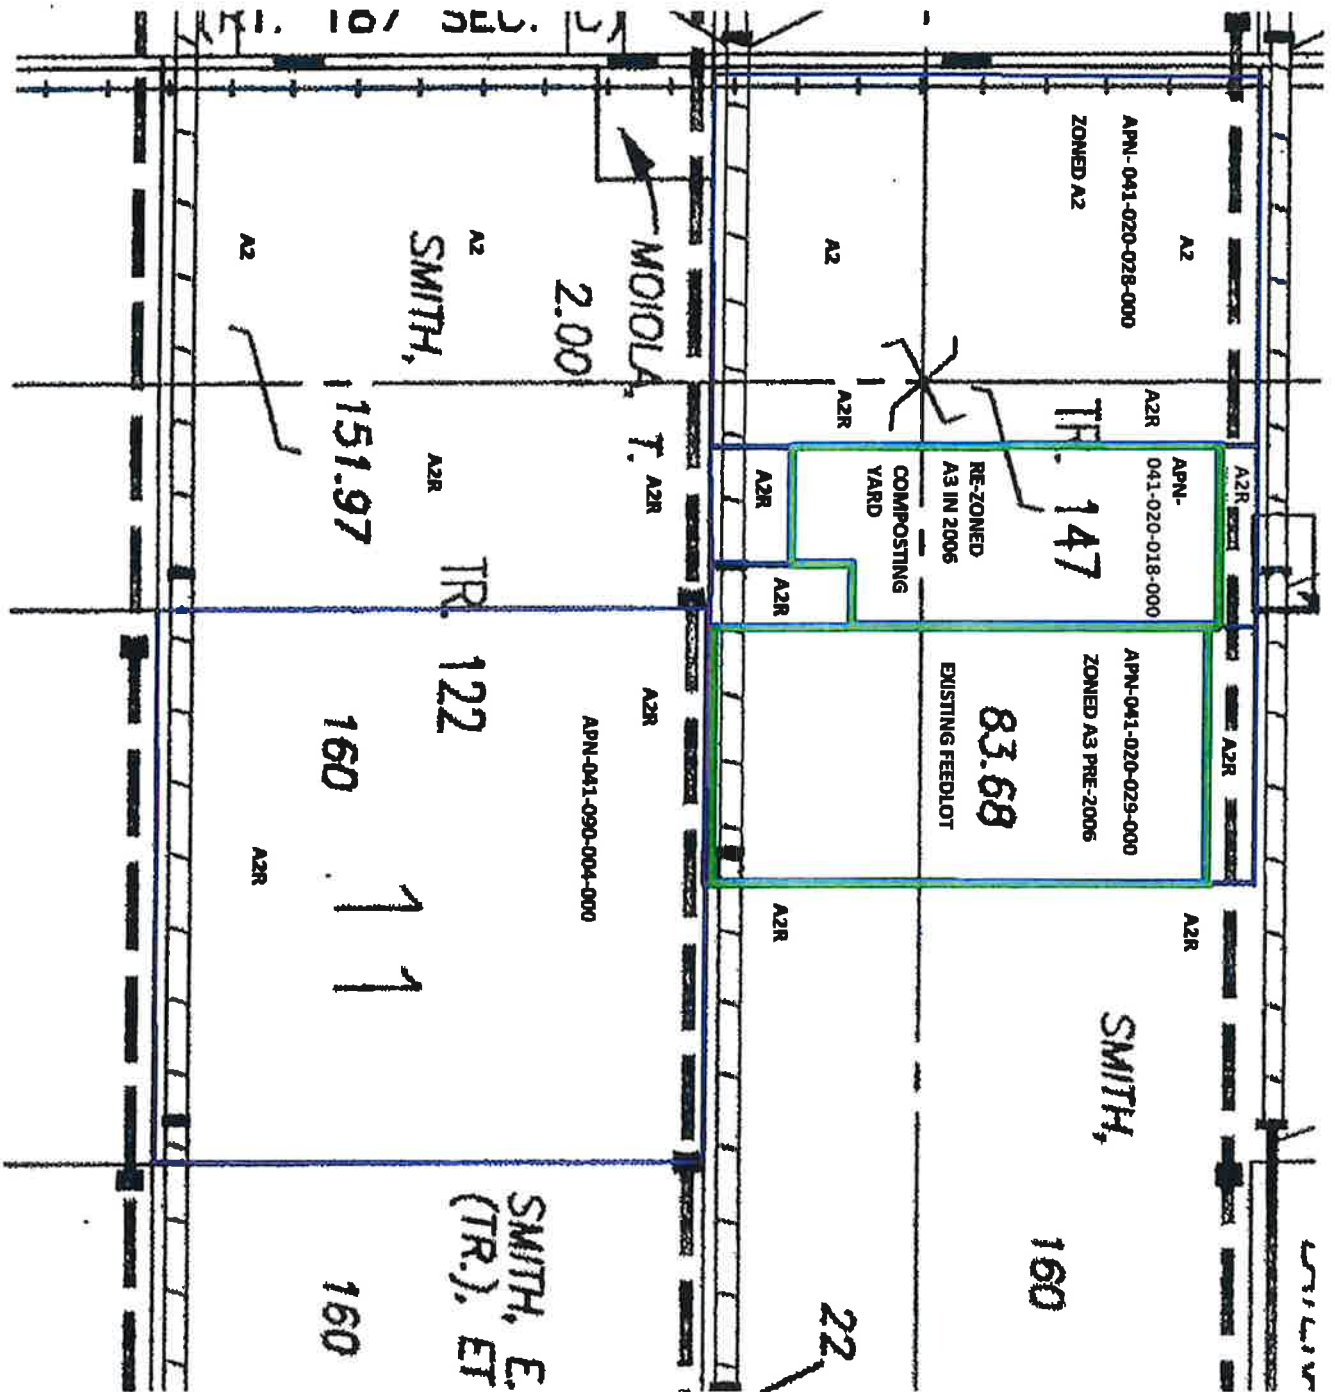 APN- 041-020-028-000
ZONED A2
A2
A2
TR.
147
A2R
A2R
A2R
APN-
041-020-018-000
RE-ZONED
A3 IN 2006
COMPOSTING
YARD
A2R
A2R
APN-041-020-029-000
ZONED A3 PRE-2006
83.68
EXISTING FEEDLOT
A2R
A2R
A2R
SMITH,
160
22
MOIOLA, T.
2.00
A2
SMITH,
A2
151.97
A2R
A2R
TR. 122
160
A2R
APN-041-090-004-000
A2R
11
SMITH, E.
(TR.), ET
160